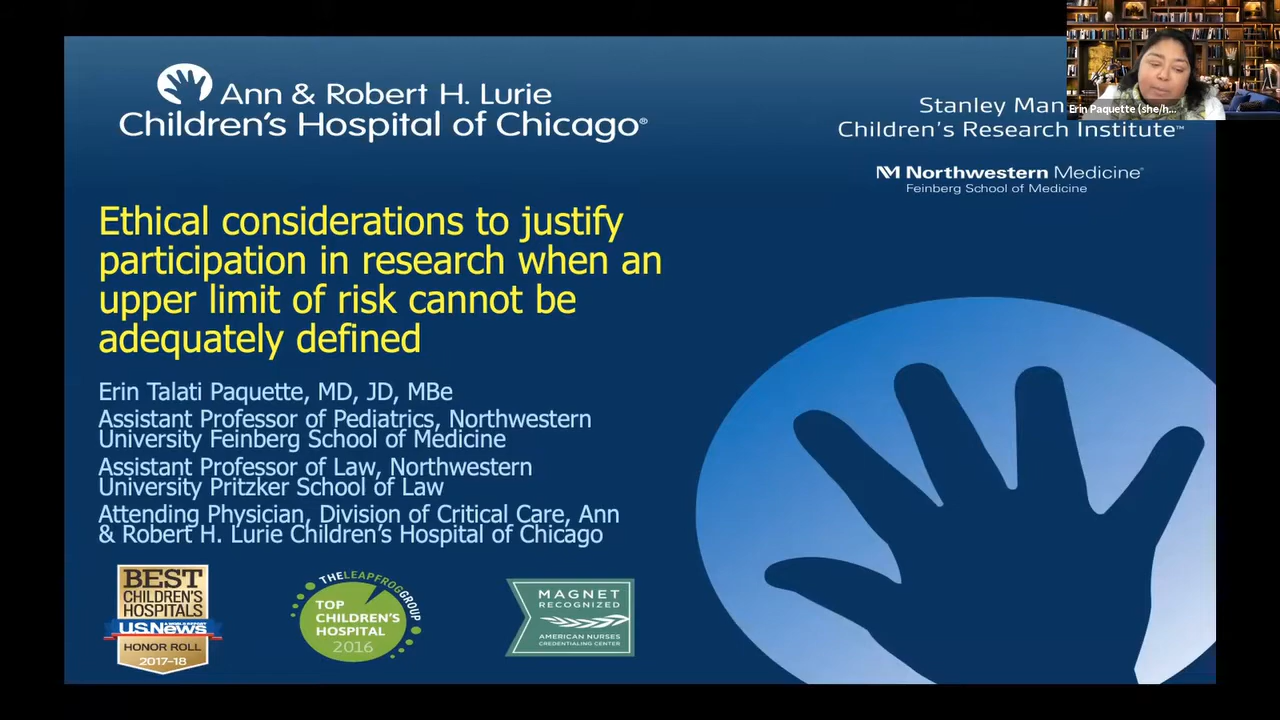 Ann & Robert H. Lurie
Children's Hospital of Chicago®
Stanley Man
Children's Research Institute™
Erin Paquette (she/h...
Northwestern Medicine®
Feinberg School of Medicine
Ethical considerations to justify
participation in research when an
upper limit of risk cannot be
adequately defined
Erin Talati Paquette, MD, JD, MBe
Assistant Professor of Pediatrics, Northwestern
University Feinberg School of Medicine
Assistant Professor of Law, Northwestern
University Pritzker School of Law
Attending Physician, Division of Critical Care, Ann
& Robert H. Lurie Children's Hospital of Chicago
BEST
CHILDREN'S
HOSPITALS
U.S.News
HONOR ROLL
2017-18
THE LEAPFROG GROUP
TOP
CHILDREN'S
HOSPITAL
2016
MAGNET
RECOGNIZED
AMERICAN NURSES
CREDENTIALING CENTER